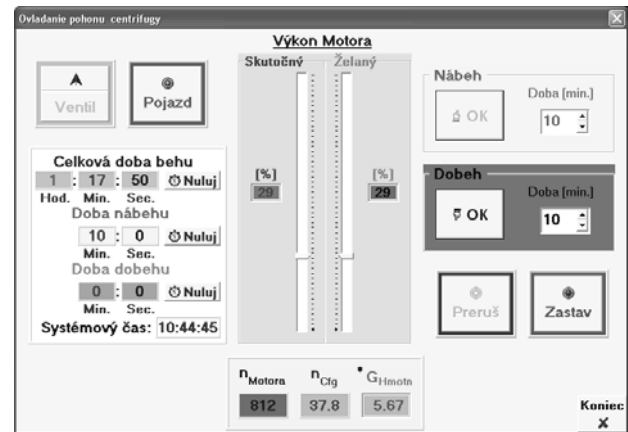 Ovladanie pohonu centrifugy
Ventil
Pojazd
Celková doba behu
1 : 17 : 50 Nuluj
Hod. Min. Sec.
Doba nábehu
10 : 0 Nuluj
Min. Sec.
Doba dobehu
0 : 0 Nuluj
Min. Sec.
Systémový čas: 10:44:45
Výkon Motora
Skutočný Želaný
[%] [%]
29 29
Nábeh
Doba [min.]
OK 10
Dobeh
Doba [min.]
OK 10
Preruš
Zastav
nMotora nCfg GHmotn
812 37.8 5.67
Koniec